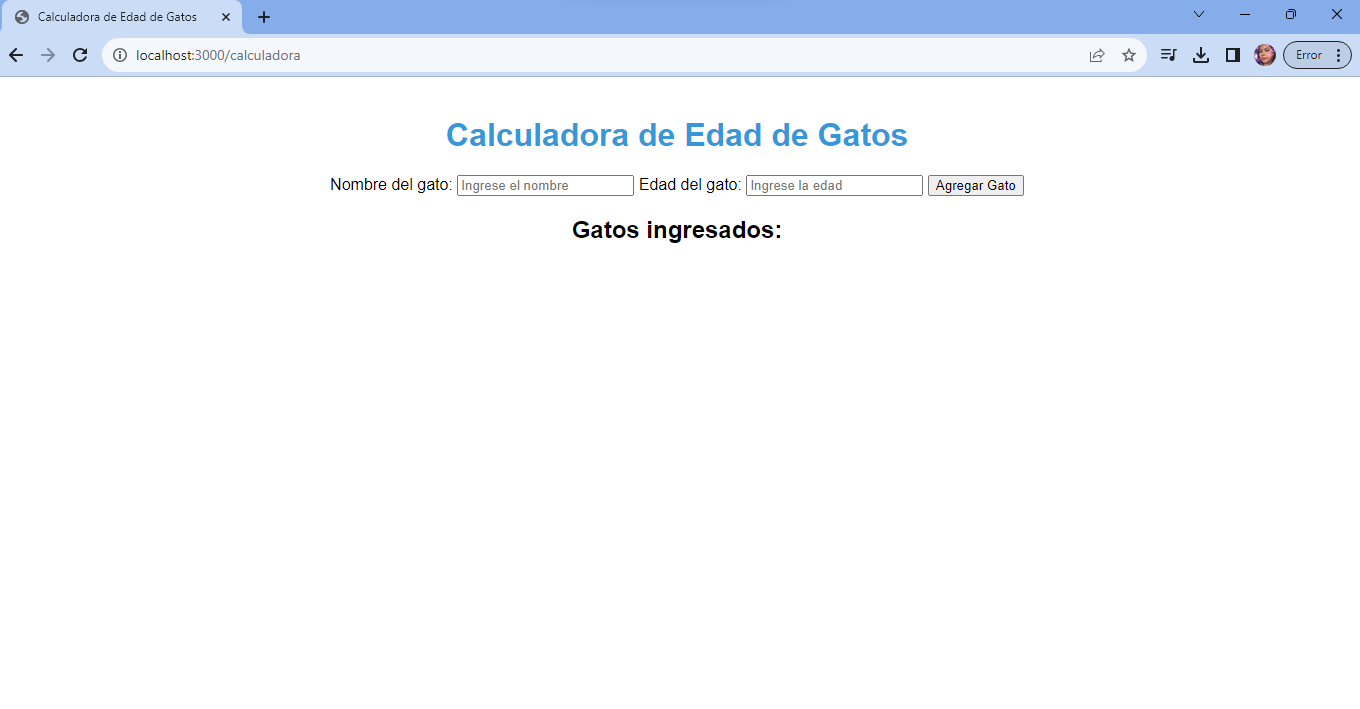 Calculadora de Edad de Gatos
localhost:3000/calculadora
Error
Calculadora de Edad de Gatos
Nombre del gato: Ingrese el nombre Edad del gato: Ingrese la edad Agregar Gato
Gatos ingresados: